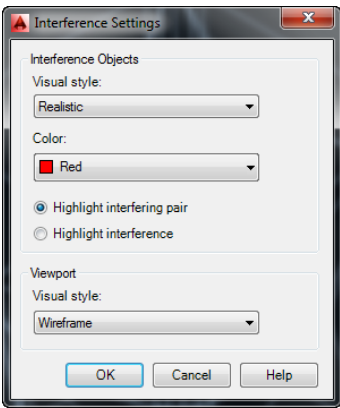 Interference Settings
Interference Objects
Visual style:
Realistic
Color:
Red
Highlight interfering pair
Highlight interference
Viewport
Visual style:
Wireframe
OK Cancel Help